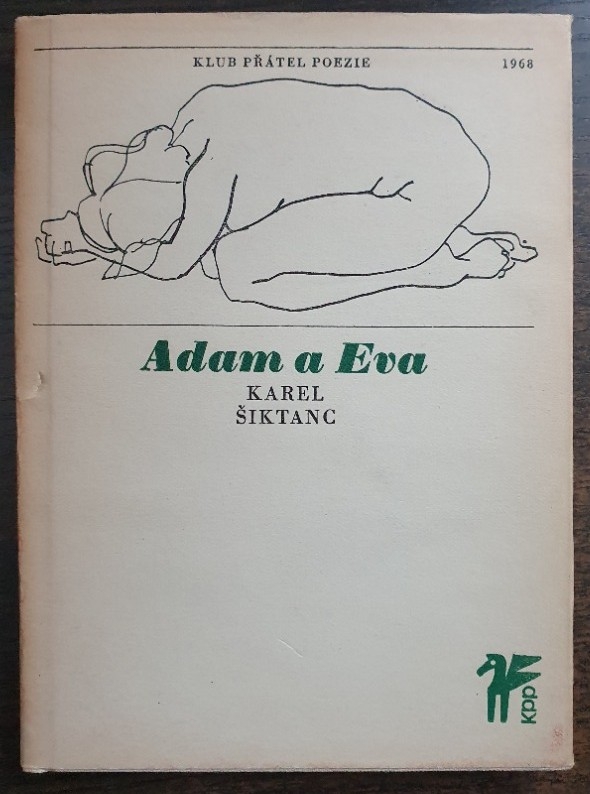 KLUB PŘÁTEL POEZIE 1968
Adam a Eva
KAREL
ŠIKTANC
kpp